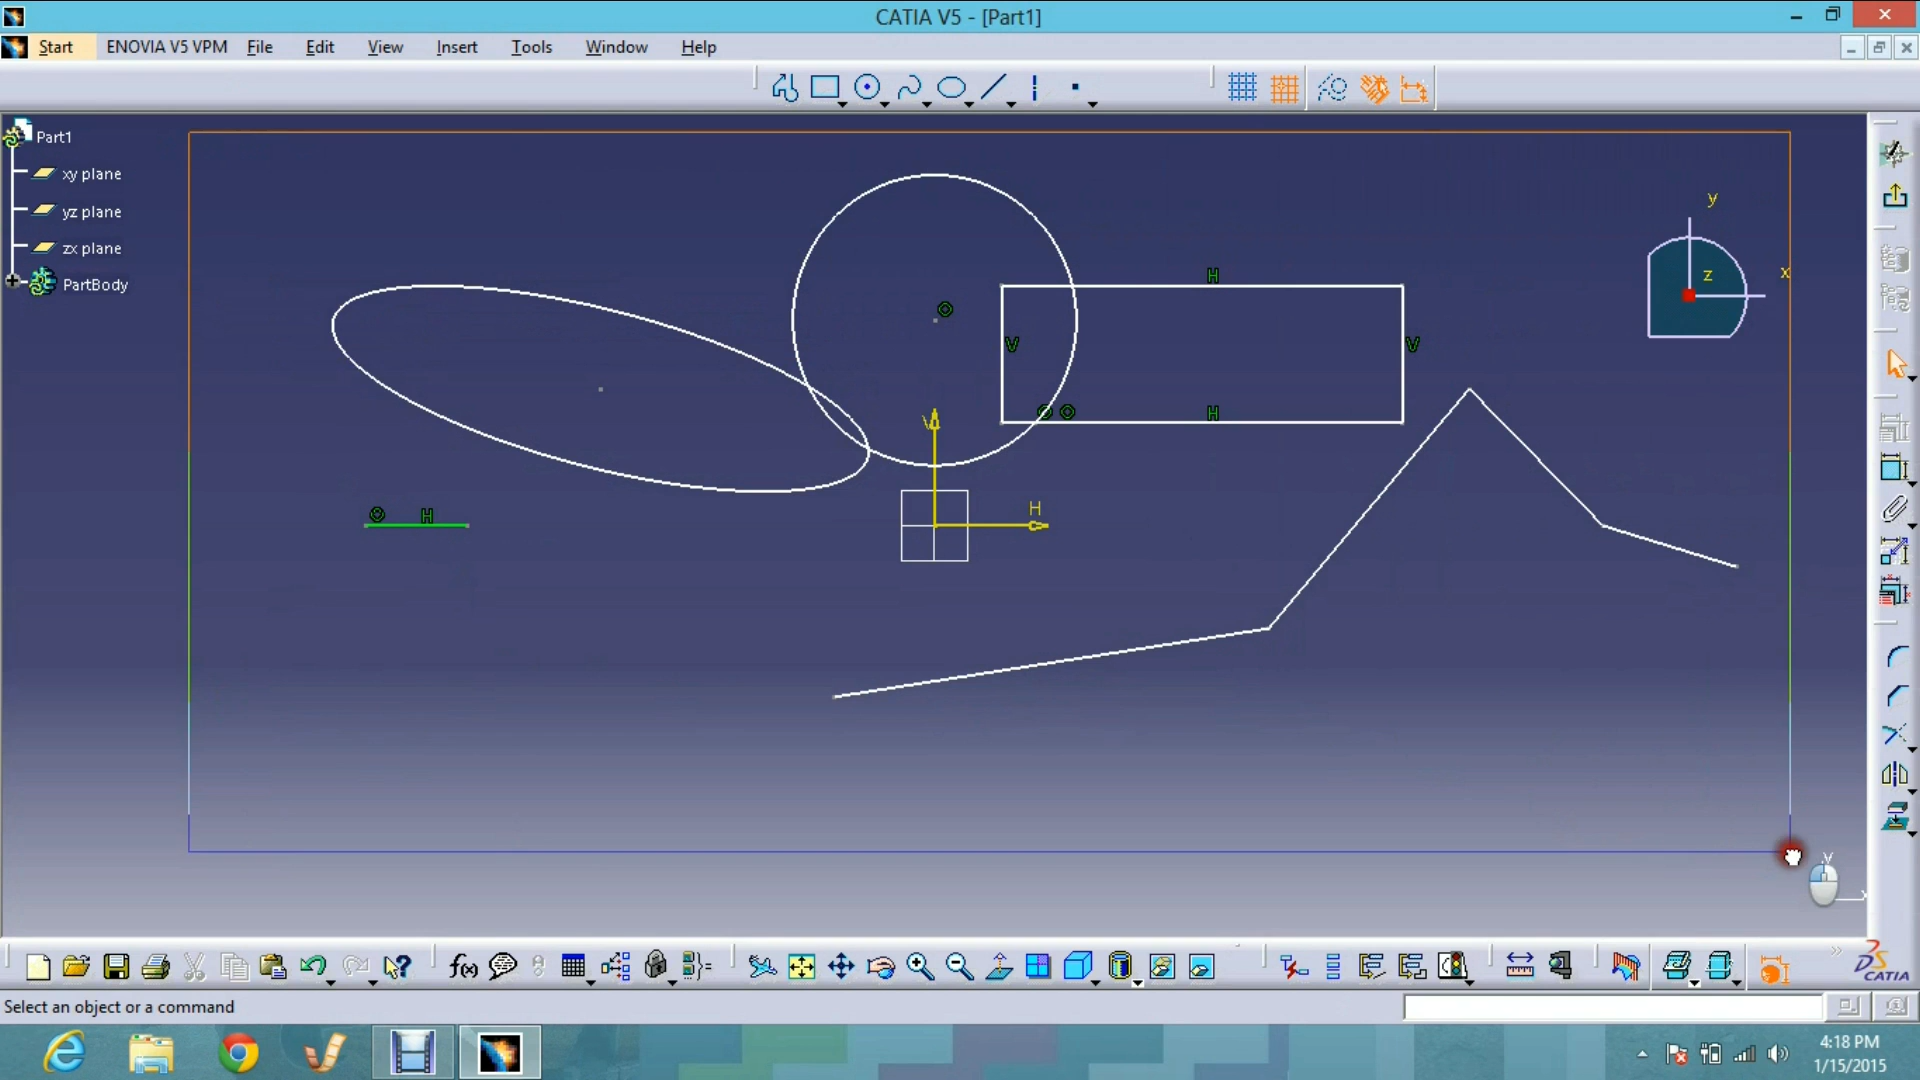 CATIA V5 - [Part1]
Start ENOVIA V5 VPM File Edit View Insert Tools Window Help
Part1
xy plane
yz plane
zx plane
PartBody
y
z
x
H
V
V
H
V
H
H
y
x
f(x)
CATIA
Select an object or a command
4:18 PM
1/15/2015